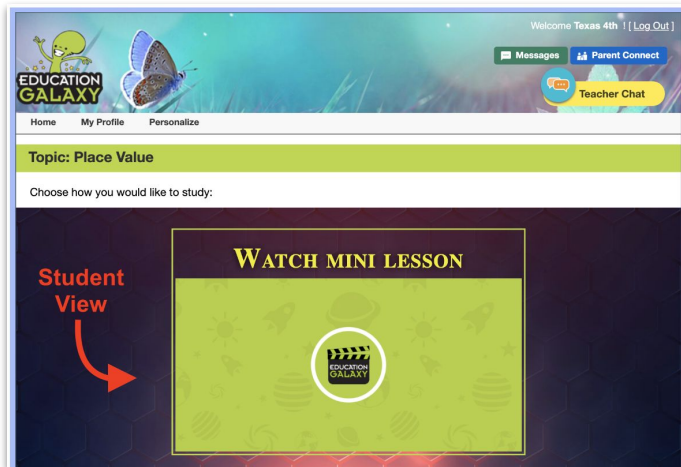 Welcome Texas 4th ! [ Log Out ]
Messages
Parent Connect
EDUCATION
GALAXY
Teacher Chat
Home My Profile Personalize
Topic: Place Value
Choose how you would like to study:
WATCH MINI LESSON
Student
View
EDUCATION
GALAXY